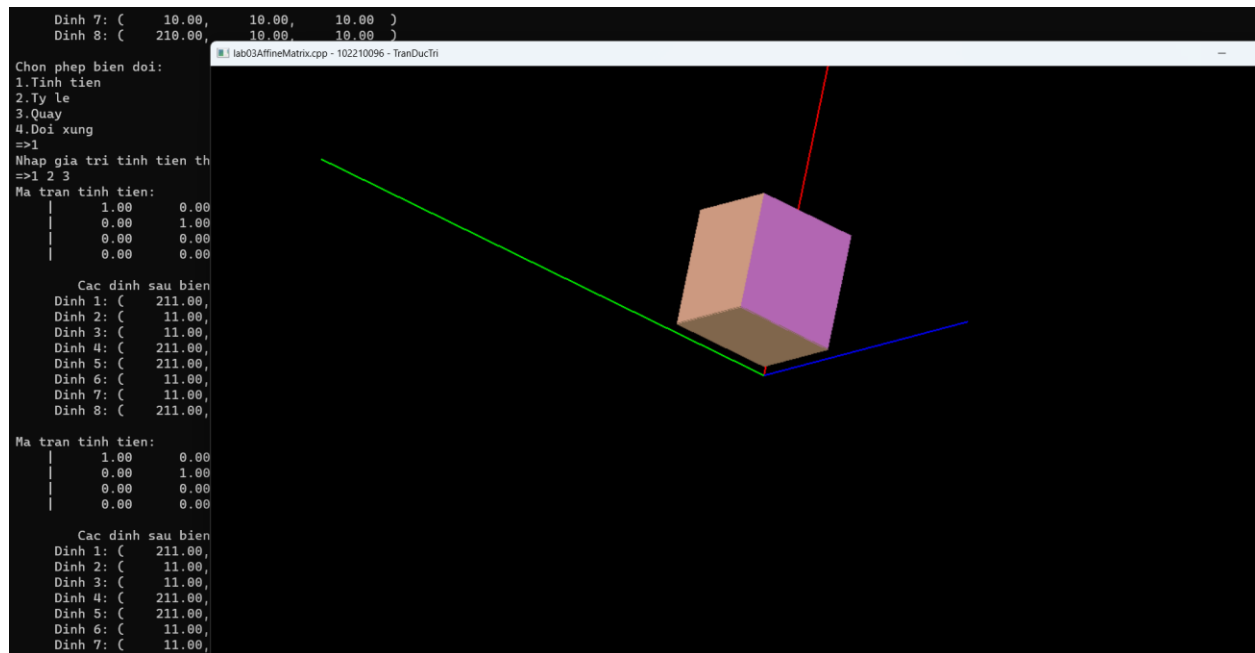 Dinh 7: ( 10.00, 10.00, 10.00 )
Dinh 8: ( 210.00, 10.00, 10.00 )
lab03AffineMatrix.cpp - 102210096 - TranDucTri
Chon phep bien doi:
1.Tinh tien
2.Ty le
3.Quay
4.Doi xung
=>1
Nhap gia tri tinh tien th
=>1 2 3
Ma tran tinh tien:
| 1.00 0.00
| 0.00 1.00
| 0.00 0.00
| 0.00 0.00
Cac dinh sau bien
Dinh 1: ( 211.00,
Dinh 2: ( 11.00,
Dinh 3: ( 11.00,
Dinh 4: ( 211.00,
Dinh 5: ( 211.00,
Dinh 6: ( 11.00,
Dinh 7: ( 11.00,
Dinh 8: ( 211.00,
Ma tran tinh tien:
| 1.00 0.00
| 0.00 1.00
| 0.00 0.00
| 0.00 0.00
Cac dinh sau bien
Dinh 1: ( 211.00,
Dinh 2: ( 11.00,
Dinh 3: ( 11.00,
Dinh 4: ( 211.00,
Dinh 5: ( 211.00,
Dinh 6: ( 11.00,
Dinh 7: ( 11.00,